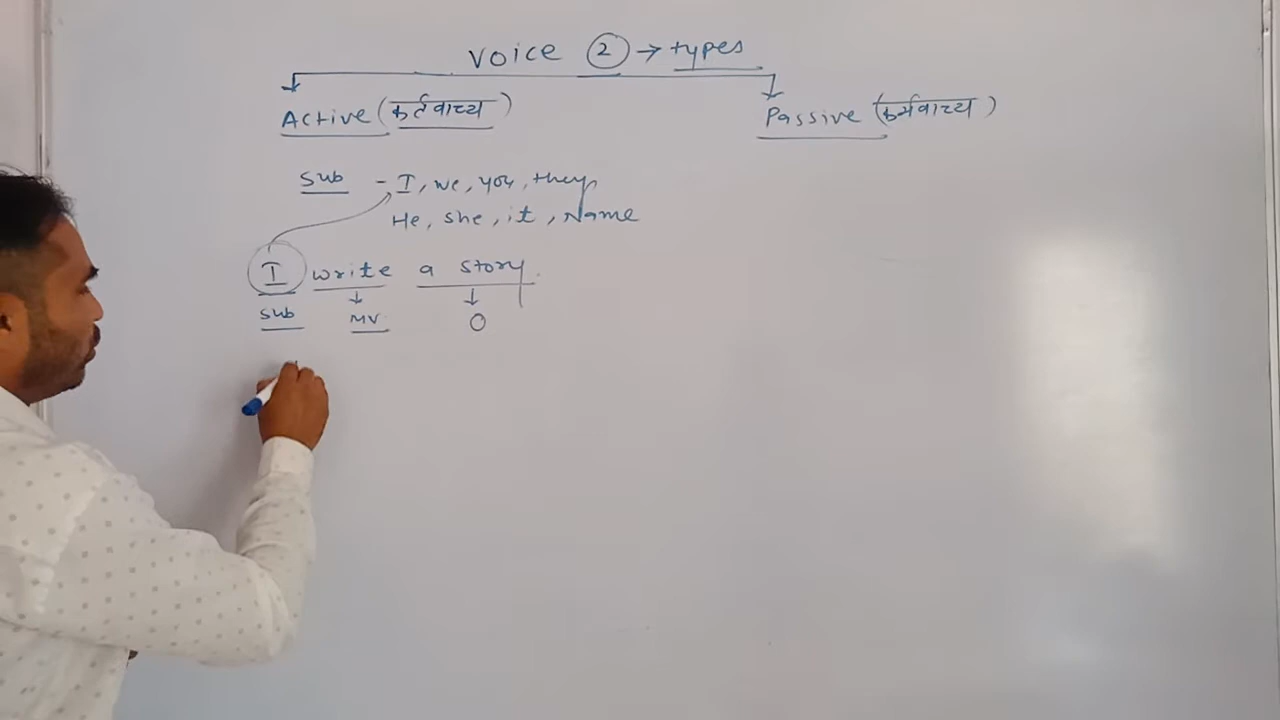 Voice ② → types
Active (कर्तवाच्य)
Passive (कर्मवाच्य)
Sub - I, we, you, they
He, she, it, Name
I write a story.
Sub MV O